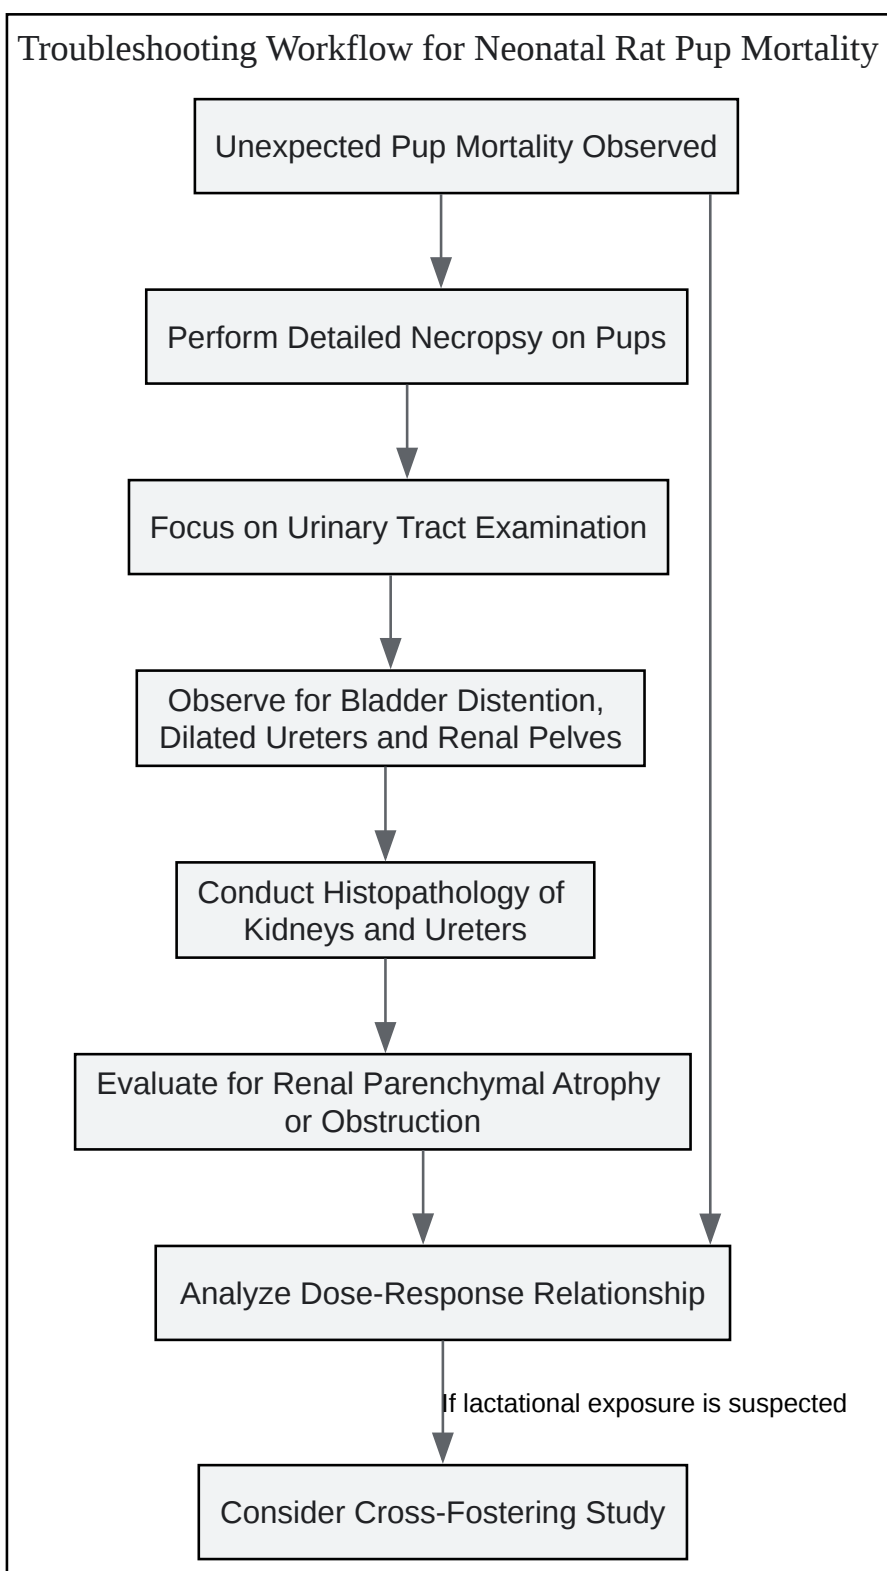 Troubleshooting Workflow for Neonatal Rat Pup Mortality
Unexpected Pup Mortality Observed
Perform Detailed Necropsy on Pups
Focus on Urinary Tract Examination
Observe for Bladder Distention,
Dilated Ureters and Renal Pelves
Conduct Histopathology of
Kidneys and Ureters
Evaluate for Renal Parenchymal Atrophy
or Obstruction
Analyze Dose-Response Relationship
If lactational exposure is suspected
Consider Cross-Fostering Study